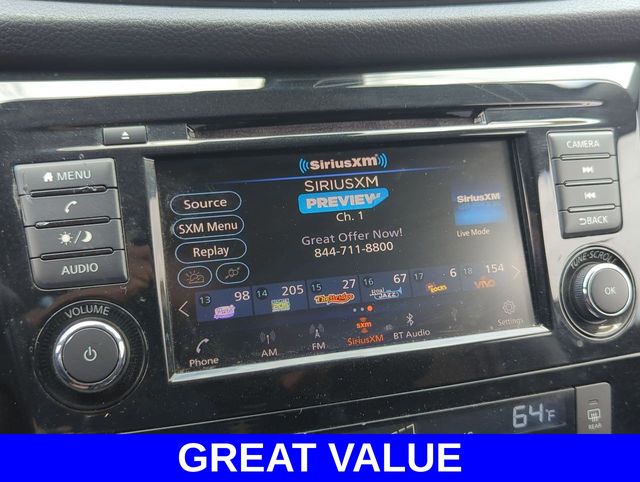 MENU
AUDIO
VOLUME
SiriusXM
SIRIUSXM
PREVIEW
Ch. 1
Great Offer Now!
844-711-8800
Source
SXM Menu
Replay
SiriusXM
Live Mode
13 98
14 205
15 27
16 67
17 6
18 154
Phone
AM
FM
sxm
SiriusXM
BT Audio
Settings
CAMERA
BACK
TUNE·SCROLL
OK
64°F
REAR
GREAT VALUE